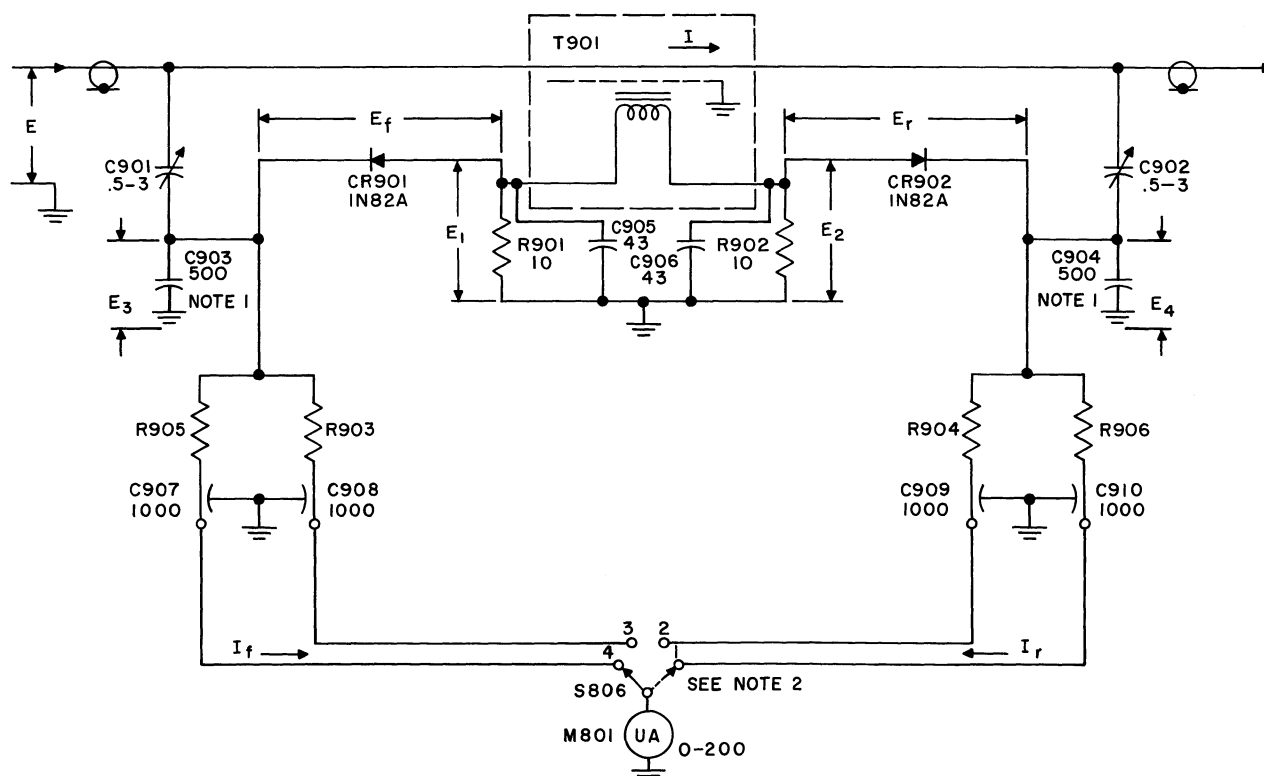 T901
I
E
E_f
E_r
C901
.5-3
CR901
1N82A
CR902
1N82A
C902
.5-3
C903
500
NOTE 1
E_1
R901
10
C905
43
C906
43
R902
10
E_2
C904
500
NOTE 1
E_3
E_4
R905
R903
R904
R906
C907
1000
C908
1000
C909
1000
C910
1000
3
2
I_f
4
1
I_r
S806
SEE NOTE 2
M801
UA
0-200